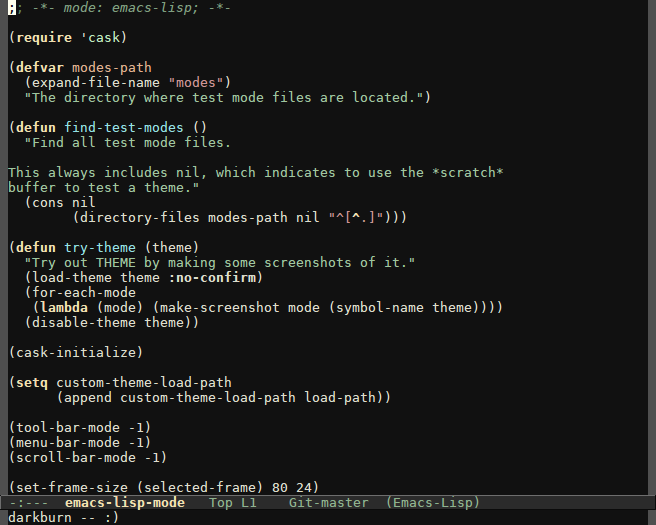 ;; -*- mode: emacs-lisp; -*-

(require 'cask)

(defvar modes-path
  (expand-file-name "modes")
  "The directory where test mode files are located.")

(defun find-test-modes ()
  "Find all test mode files.

This always includes nil, which indicates to use the *scratch*
buffer to test a theme."
  (cons nil
        (directory-files modes-path nil "^[^.]")))

(defun try-theme (theme)
  "Try out THEME by making some screenshots of it."
  (load-theme theme :no-confirm)
  (for-each-mode
   (lambda (mode) (make-screenshot mode (symbol-name theme))))
  (disable-theme theme))

(cask-initialize)

(setq custom-theme-load-path
      (append custom-theme-load-path load-path))

(tool-bar-mode -1)
(menu-bar-mode -1)
(scroll-bar-mode -1)

(set-frame-size (selected-frame) 80 24)
-:---  emacs-lisp-mode   Top L1    Git-master  (Emacs-Lisp)
darkburn -- :)